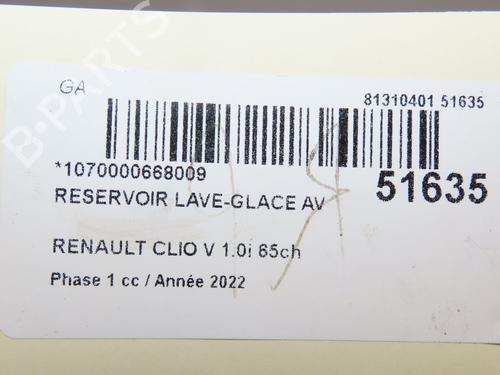 GA
81310401 51635
*1070000668009
51635
RESERVOIR LAVE-GLACE AV
RENAULT CLIO V 1.0i 65ch
Phase 1 cc / Année 2022
B-PARTS